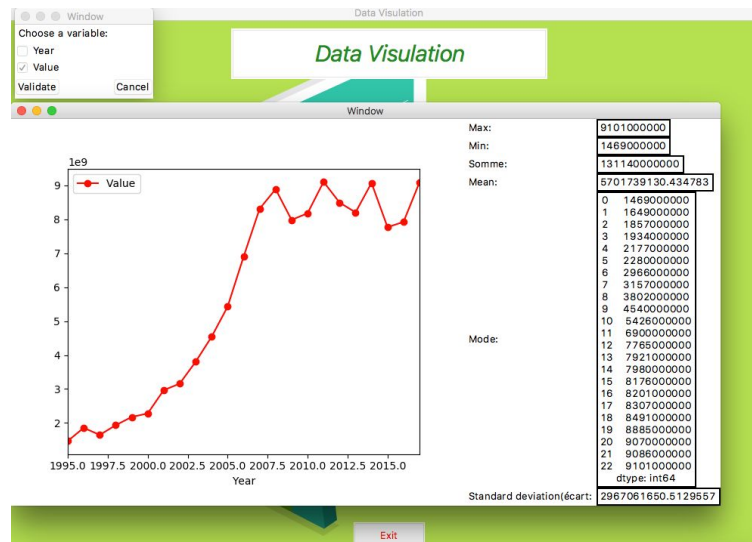 Window
Data Visulation
Choose a variable:
Year
Value
Validate Cancel
Data Visulation
Window
1e9
Value
9
8
7
6
5
4
3
2
1995.0 1997.5 2000.0 2002.5 2005.0 2007.5 2010.0 2012.5 2015.0
Year
Max: 9101000000
Min: 1469000000
Somme: 131140000000
Mean: 5701739130.434783
Mode:
0 1469000000
1 1649000000
2 1857000000
3 1934000000
4 2177000000
5 2280000000
6 2966000000
7 3157000000
8 3802000000
9 4540000000
10 5426000000
11 6900000000
12 7765000000
13 7921000000
14 7980000000
15 8176000000
16 8201000000
17 8307000000
18 8491000000
19 8885000000
20 9070000000
21 9086000000
22 9101000000
dtype: int64
Standard deviation(écart: 2967061650.5129557
Exit